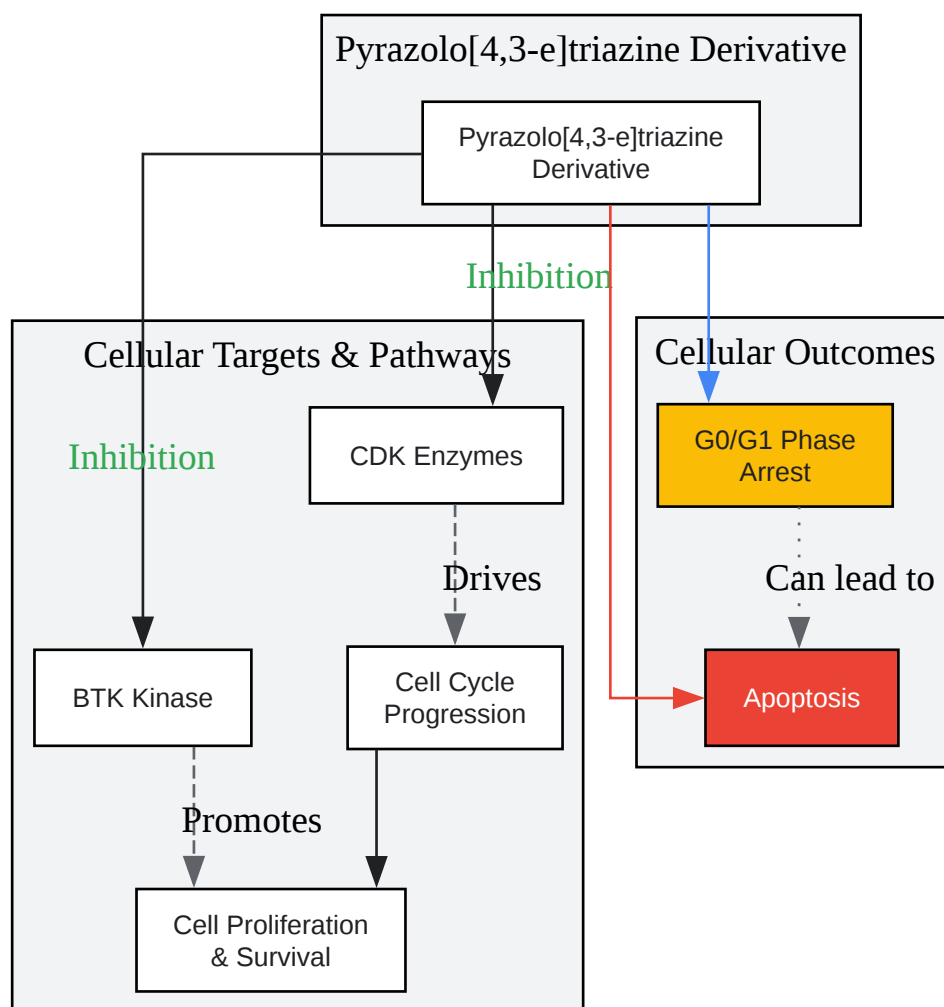 Pyrazolo[4,3-e]triazine Derivative
Pyrazolo[4,3-e]triazine
Derivative
Inhibition
Cellular Targets & Pathways
Cellular Outcomes
CDK Enzymes
G0/G1 Phase
Arrest
Inhibition
Drives
Can lead to
BTK Kinase
Cell Cycle
Progression
Apoptosis
Promotes
Cell Proliferation
& Survival